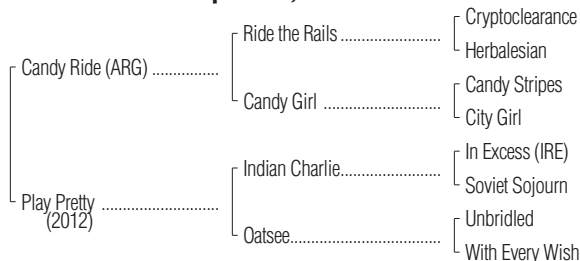 Cryptoclearance
Ride the Rails
Herbalesian
Candy Ride (ARG)
Candy Stripes
Candy Girl
City Girl
In Excess (IRE)
Indian Charlie
Soviet Sojourn
Play Pretty
(2012)
Unbridled
Oatsee
With Every Wish